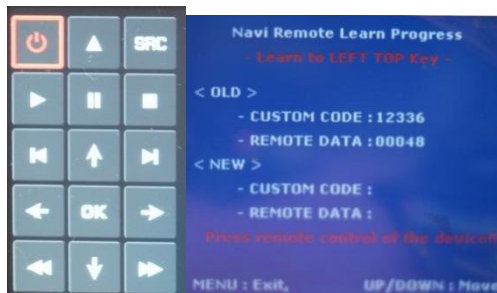 SRC
OK
Navi Remote Learn Progress
- Learn to LEFT TOP Key -
< OLD >
- CUSTOM CODE :12336
- REMOTE DATA :00048
< NEW >
- CUSTOM CODE :
- REMOTE DATA :
Press remote control of the device!!
MENU : Exit,
UP/DOWN : Move